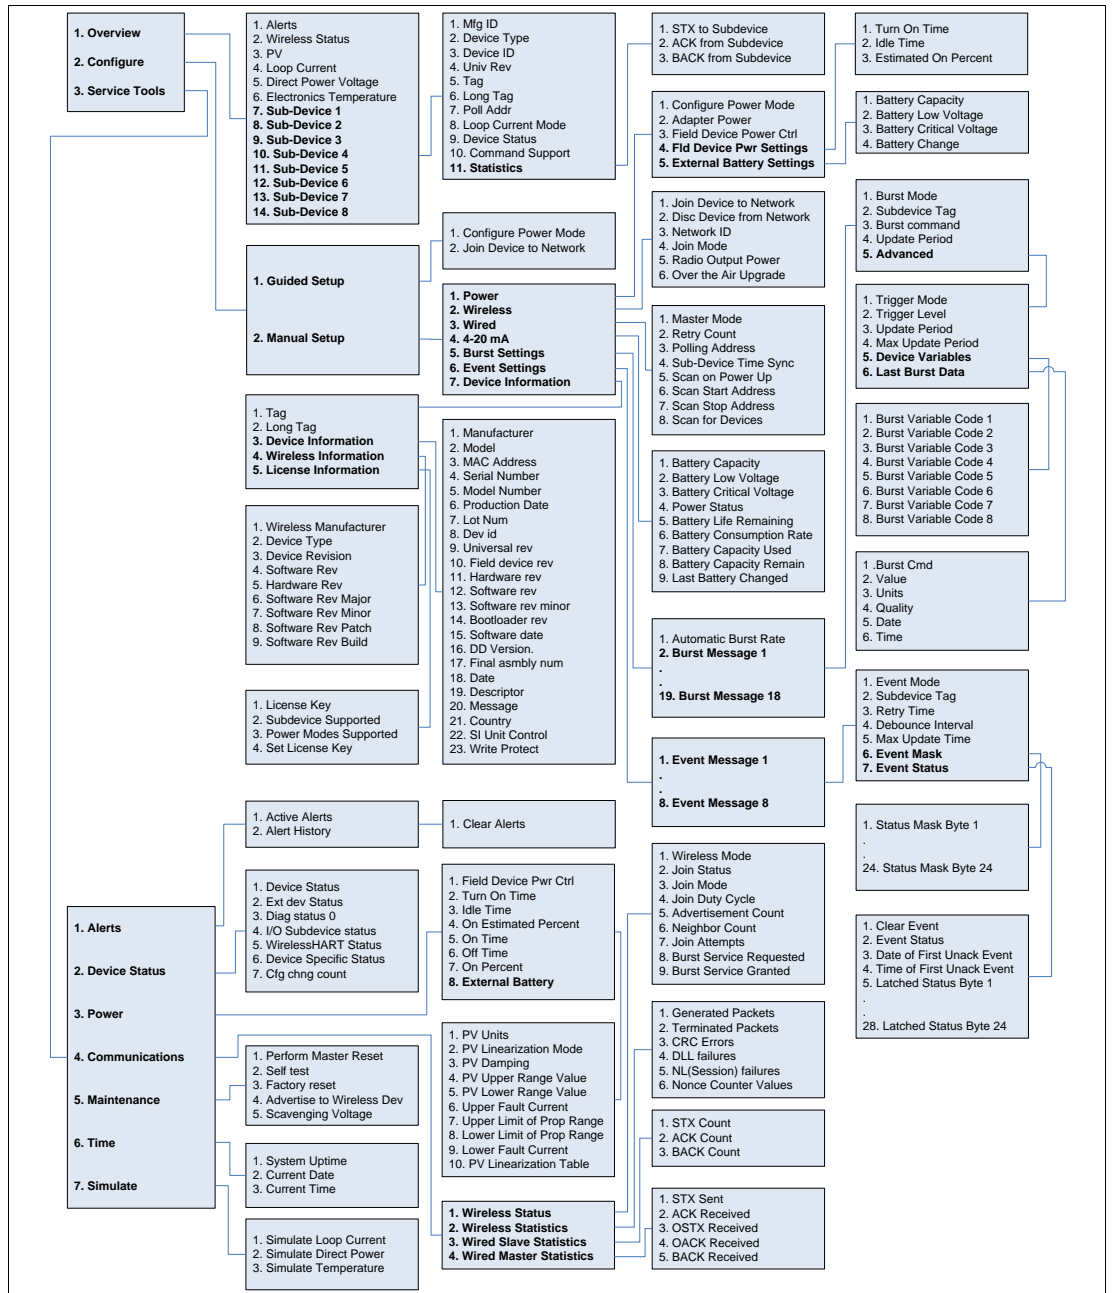 1. Overview
2. Configure
3. Service Tools
1. Alerts
2. Wireless Status
3. PV
4. Loop Current
5. Direct Power Voltage
6. Electronics Temperature
7. Sub-Device 1
8. Sub-Device 2
9. Sub-Device 3
10. Sub-Device 4
11. Sub-Device 5
12. Sub-Device 6
13. Sub-Device 7
14. Sub-Device 8
1. Mfg ID
2. Device Type
3. Device ID
4. Univ Rev
5. Tag
6. Long Tag
7. Poll Addr
8. Loop Current Mode
9. Device Status
10. Command Support
11. Statistics
1. STX to Subdevice
2. ACK from Subdevice
3. BACK from Subdevice
1. Turn On Time
2. Idle Time
3. Estimated On Percent
1. Configure Power Mode
2. Adapter Power
3. Field Device Power Ctrl
4. Fld Device Pwr Settings
5. External Battery Settings
1. Battery Capacity
2. Battery Low Voltage
3. Battery Critical Voltage
4. Battery Change
1. Guided Setup
2. Manual Setup
1. Configure Power Mode
2. Join Device to Network
1. Join Device to Network
2. Disc Device from Network
3. Network ID
4. Join Mode
5. Radio Output Power
6. Over the Air Upgrade
1. Burst Mode
2. Subdevice Tag
3. Burst command
4. Update Period
5. Advanced
1. Power
2. Wireless
3. Wired
4. 4-20 mA
5. Burst Settings
6. Event Settings
7. Device Information
1. Master Mode
2. Retry Count
3. Polling Address
4. Sub-Device Time Sync
5. Scan on Power Up
6. Scan Start Address
7. Scan Stop Address
8. Scan for Devices
1. Trigger Mode
2. Trigger Level
3. Update Period
4. Max Update Period
5. Device Variables
6. Last Burst Data
1. Tag
2. Long Tag
3. Device Information
4. Wireless Information
5. License Information
1. Manufacturer
2. Model
3. MAC Address
4. Serial Number
5. Model Number
6. Production Date
7. Lot Num
8. Dev id
9. Universal rev
10. Field device rev
11. Hardware rev
12. Software rev
13. Software rev minor
14. Bootloader rev
15. Software date
16. DD Version.
17. Final asmbly num
18. Date
19. Descriptor
20. Message
21. Country
22. SI Unit Control
23. Write Protect
1. Battery Capacity
2. Battery Low Voltage
3. Battery Critical Voltage
4. Power Status
5. Battery Life Remaining
6. Battery Consumption Rate
7. Battery Capacity Used
8. Battery Capacity Remain
9. Last Battery Changed
1. Burst Variable Code 1
2. Burst Variable Code 2
3. Burst Variable Code 3
4. Burst Variable Code 4
5. Burst Variable Code 5
6. Burst Variable Code 6
7. Burst Variable Code 7
8. Burst Variable Code 8
1. Wireless Manufacturer
2. Device Type
3. Device Revision
4. Software Rev
5. Hardware Rev
6. Software Rev Major
7. Software Rev Minor
8. Software Rev Patch
9. Software Rev Build
1 .Burst Cmd
2. Value
3. Units
4. Quality
5. Date
6. Time
1. Automatic Burst Rate
2. Burst Message 1
.
.
19. Burst Message 18
1. License Key
2. Subdevice Supported
3. Power Modes Supported
4. Set License Key
1. Event Mode
2. Subdevice Tag
3. Retry Time
4. Debounce Interval
5. Max Update Time
6. Event Mask
7. Event Status
1. Event Message 1
.
.
8. Event Message 8
1. Status Mask Byte 1
.
.
24. Status Mask Byte 24
1. Clear Event
2. Event Status
3. Date of First Unack Event
4. Time of First Unack Event
5. Latched Status Byte 1
.
.
28. Latched Status Byte 24
1. Alerts
2. Device Status
3. Power
4. Communications
5. Maintenance
6. Time
7. Simulate
1. Active Alerts
2. Alert History
1. Clear Alerts
1. Device Status
2. Ext dev Status
3. Diag status 0
4. I/O Subdevice status
5. WirelessHART Status
6. Device Specific Status
7. Cfg chng count
1. Field Device Pwr Ctrl
2. Turn On Time
3. Idle Time
4. On Estimated Percent
5. On Time
6. Off Time
7. On Percent
8. External Battery
1. Wireless Mode
2. Join Status
3. Join Mode
4. Join Duty Cycle
5. Advertisement Count
6. Neighbor Count
7. Join Attempts
8. Burst Service Requested
9. Burst Service Granted
1. Perform Master Reset
2. Self test
3. Factory reset
4. Advertise to Wireless Dev
5. Scavenging Voltage
1. PV Units
2. PV Linearization Mode
3. PV Damping
4. PV Upper Range Value
5. PV Lower Range Value
6. Upper Fault Current
7. Upper Limit of Prop Range
8. Lower Limit of Prop Range
9. Lower Fault Current
10. PV Linearization Table
1. Generated Packets
2. Terminated Packets
3. CRC Errors
4. DLL failures
5. NL(Session) failures
6. Nonce Counter Values
1. System Uptime
2. Current Date
3. Current Time
1. STX Count
2. ACK Count
3. BACK Count
1. Simulate Loop Current
2. Simulate Direct Power
3. Simulate Temperature
1. Wireless Status
2. Wireless Statistics
3. Wired Slave Statistics
4. Wired Master Statistics
1. STX Sent
2. ACK Received
3. OSTX Received
4. OACK Received
5. BACK Received